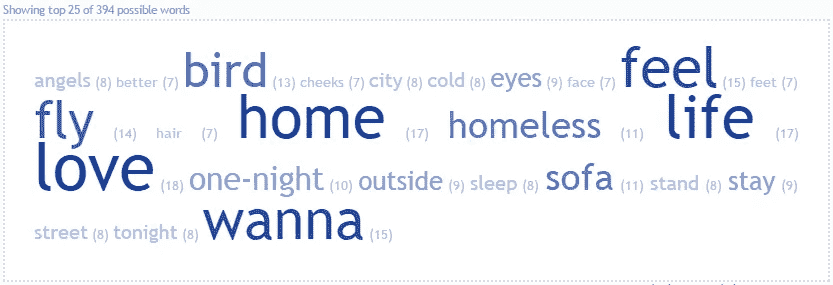 Showing top 25 of 394 possible words
angels (8) better (7) bird (13) cheeks (7) city (8) cold (8) eyes (9) face (7) feel (15) feet (7)
fly (14) hair (7) home (17) homeless (11) life (17)
love (18) one-night (10) outside (9) sleep (8) sofa (11) stand (8) stay (9)
street (8) tonight (8) wanna (15)